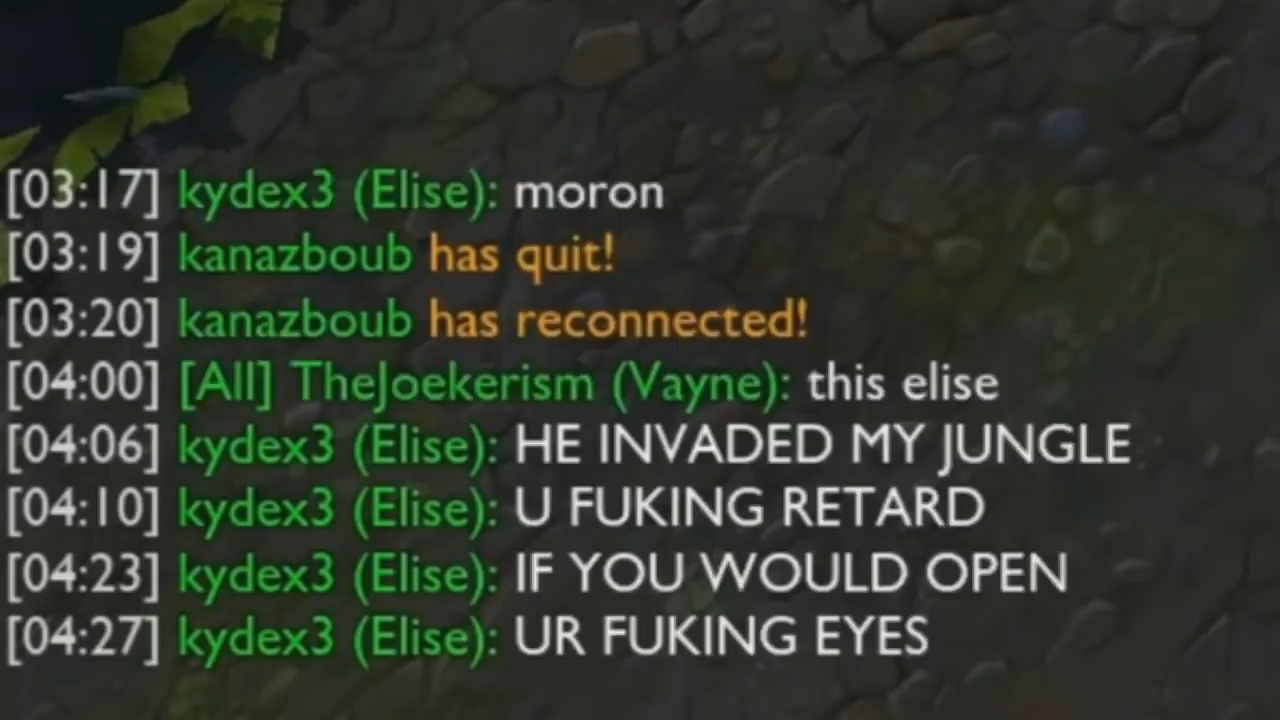 [03:17] kydex3 (Elise): moron
[03:19] kanazboub has quit!
[03:20] kanazboub has reconnected!
[04:00] [All] TheJoekerism (Vayne): this elise
[04:06] kydex3 (Elise): HE INVADED MY JUNGLE
[04:10] kydex3 (Elise): U FUKING RETARD
[04:23] kydex3 (Elise): IF YOU WOULD OPEN
[04:27] kydex3 (Elise): UR FUKING EYES